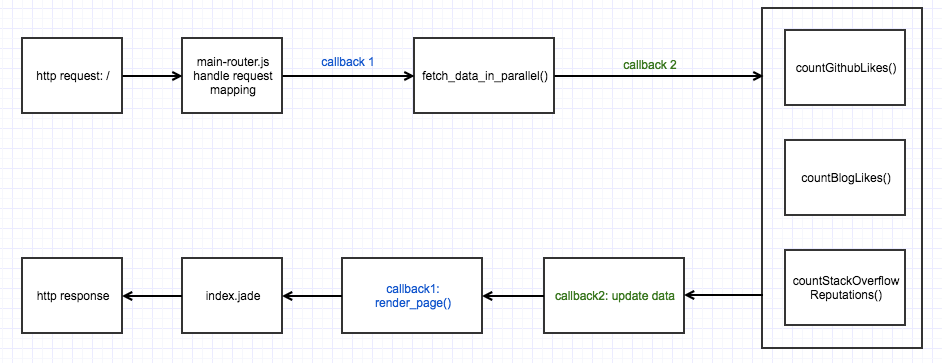 http request: /
main-router.js
handle request
mapping
callback 1
fetch_data_in_parallel()
callback 2
countGithubLikes()
countBlogLikes()
countStackOverflow
Reputations()
callback2: update data
callback1:
render_page()
index.jade
http response